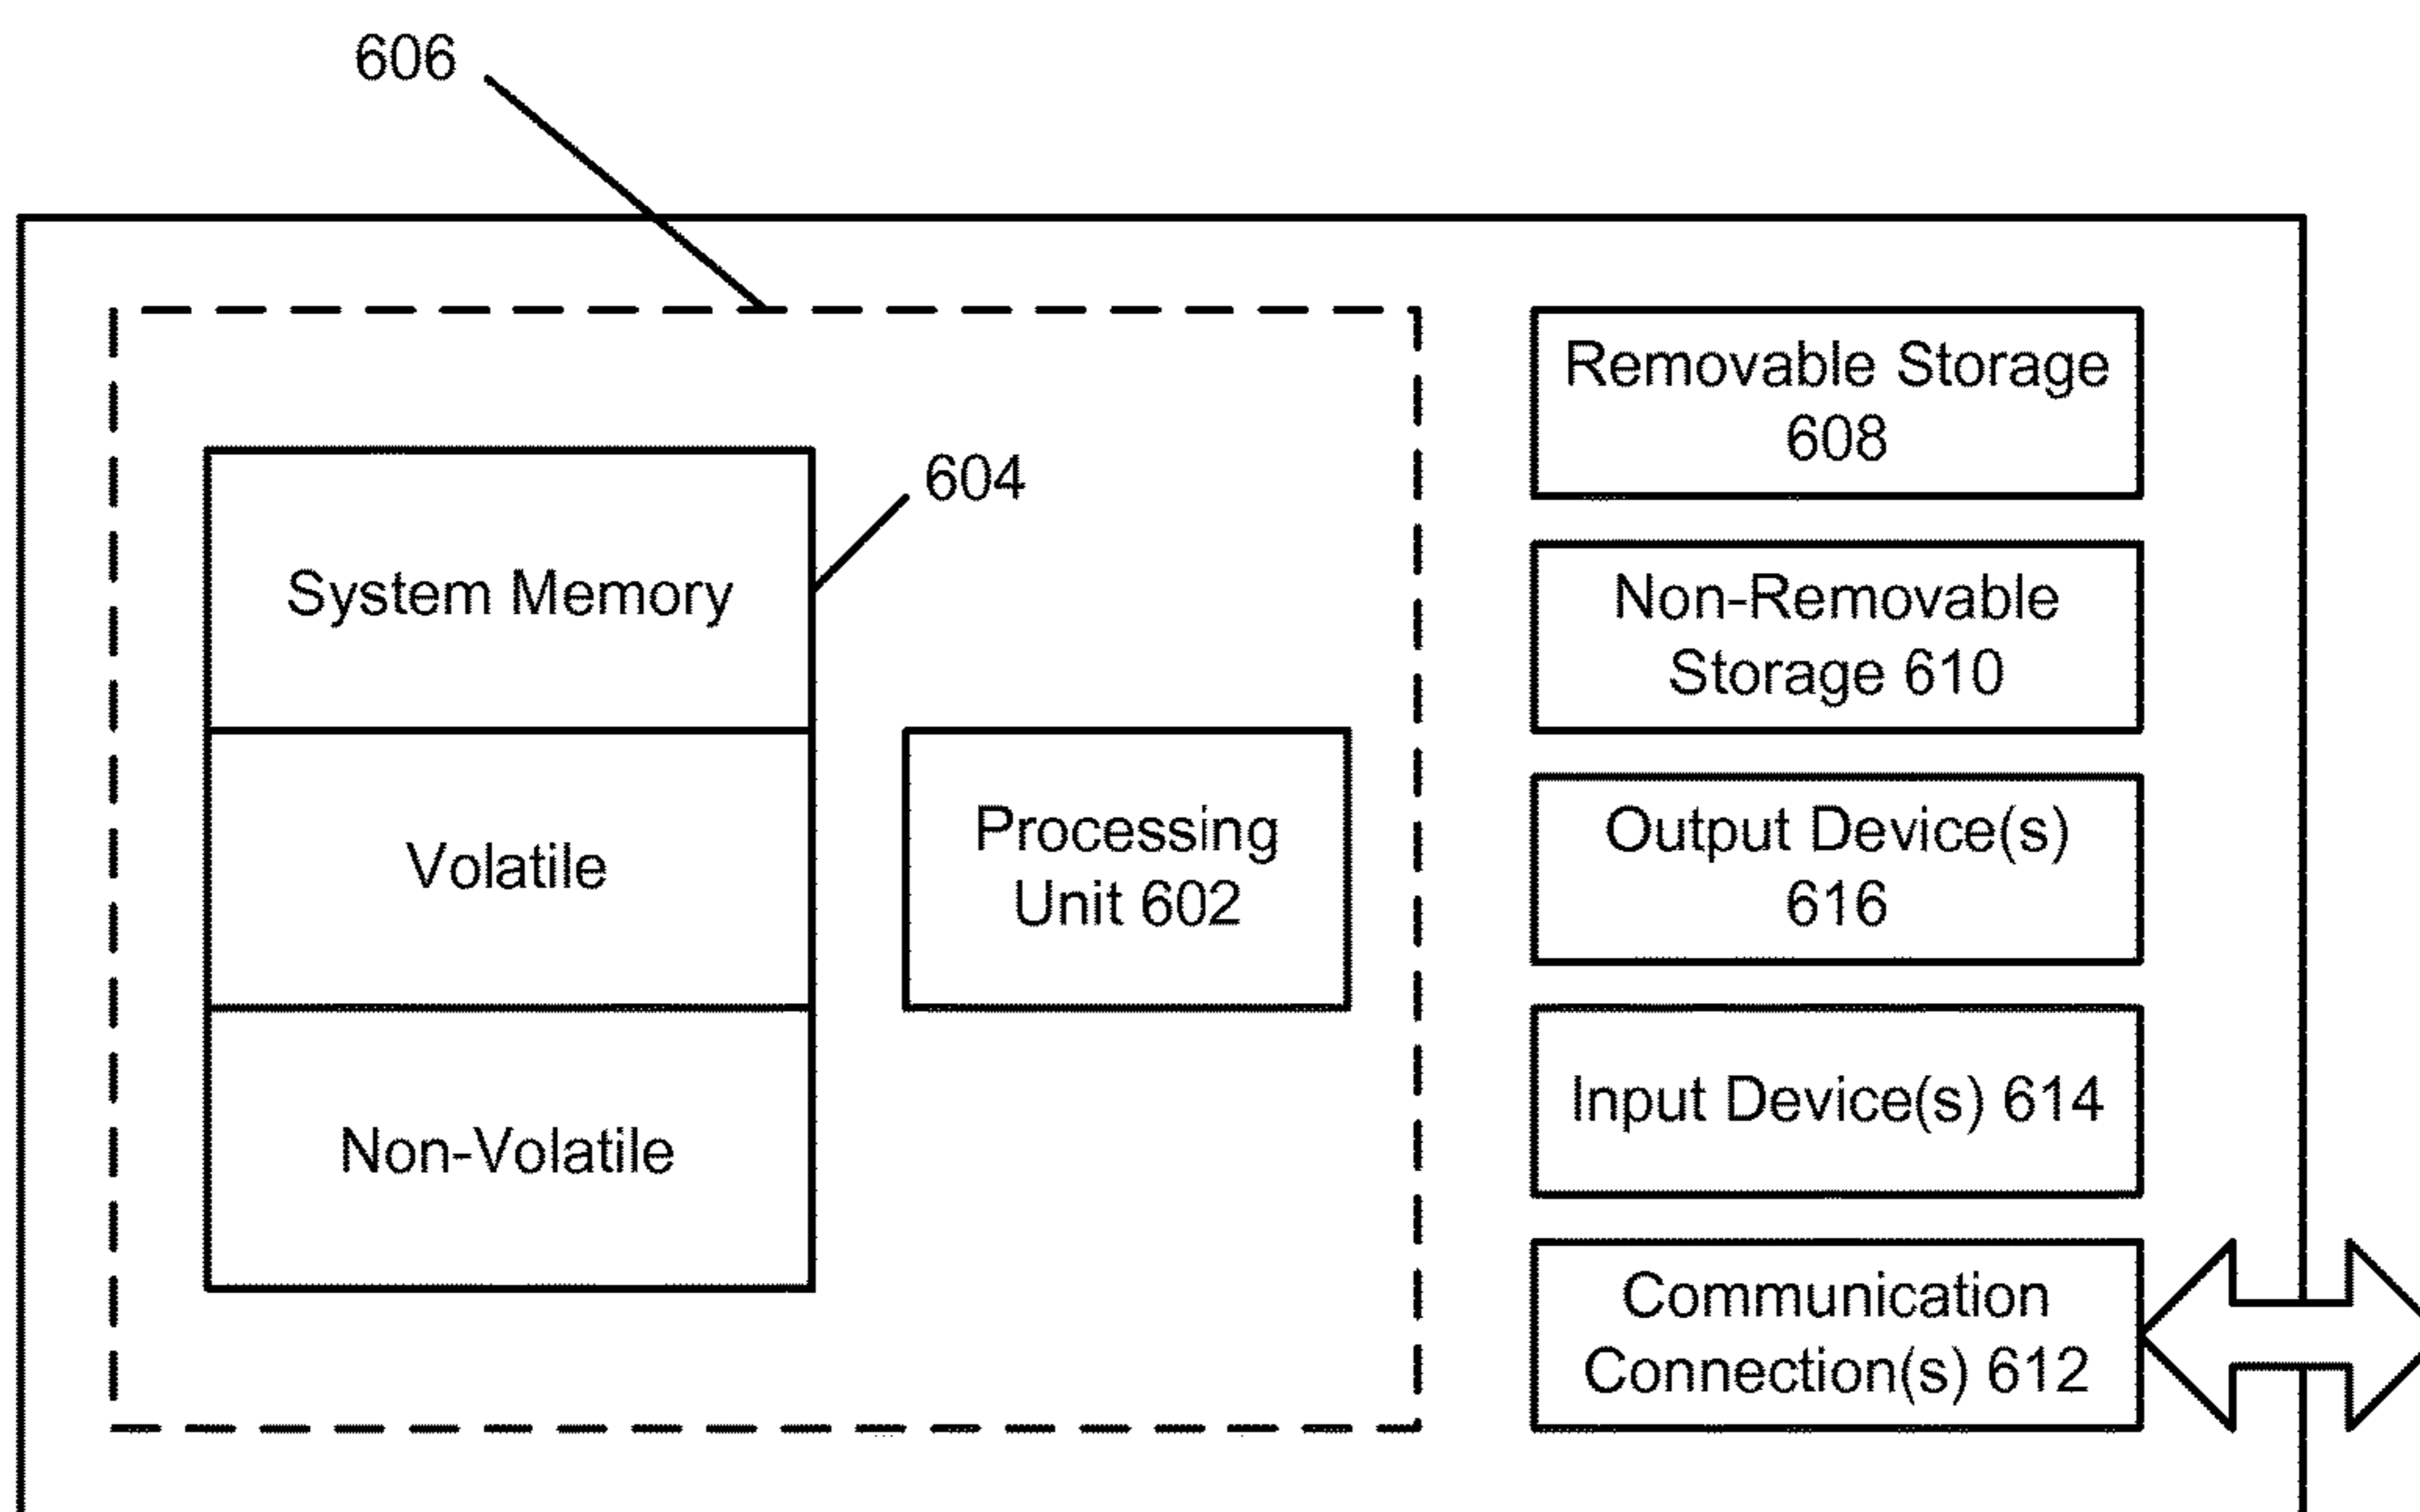 606
604
System Memory
Volatile
Non-Volatile
Processing
Unit 602
Removable Storage
608
Non-Removable
Storage 610
Output Device(s)
616
Input Device(s) 614
Communication
Connection(s) 612